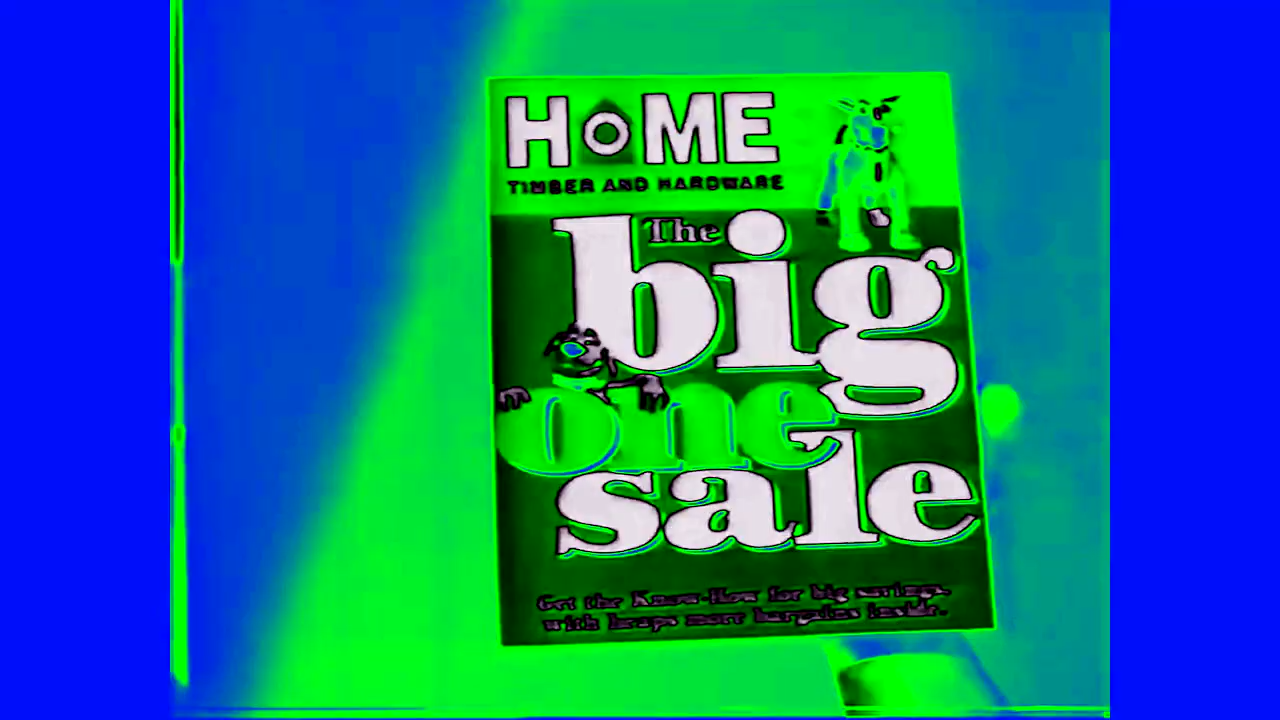 HOME
TIMBER AND HARDWARE
The
big
one
sale
Get the Know-How for big savings,
with heaps more bargains inside.